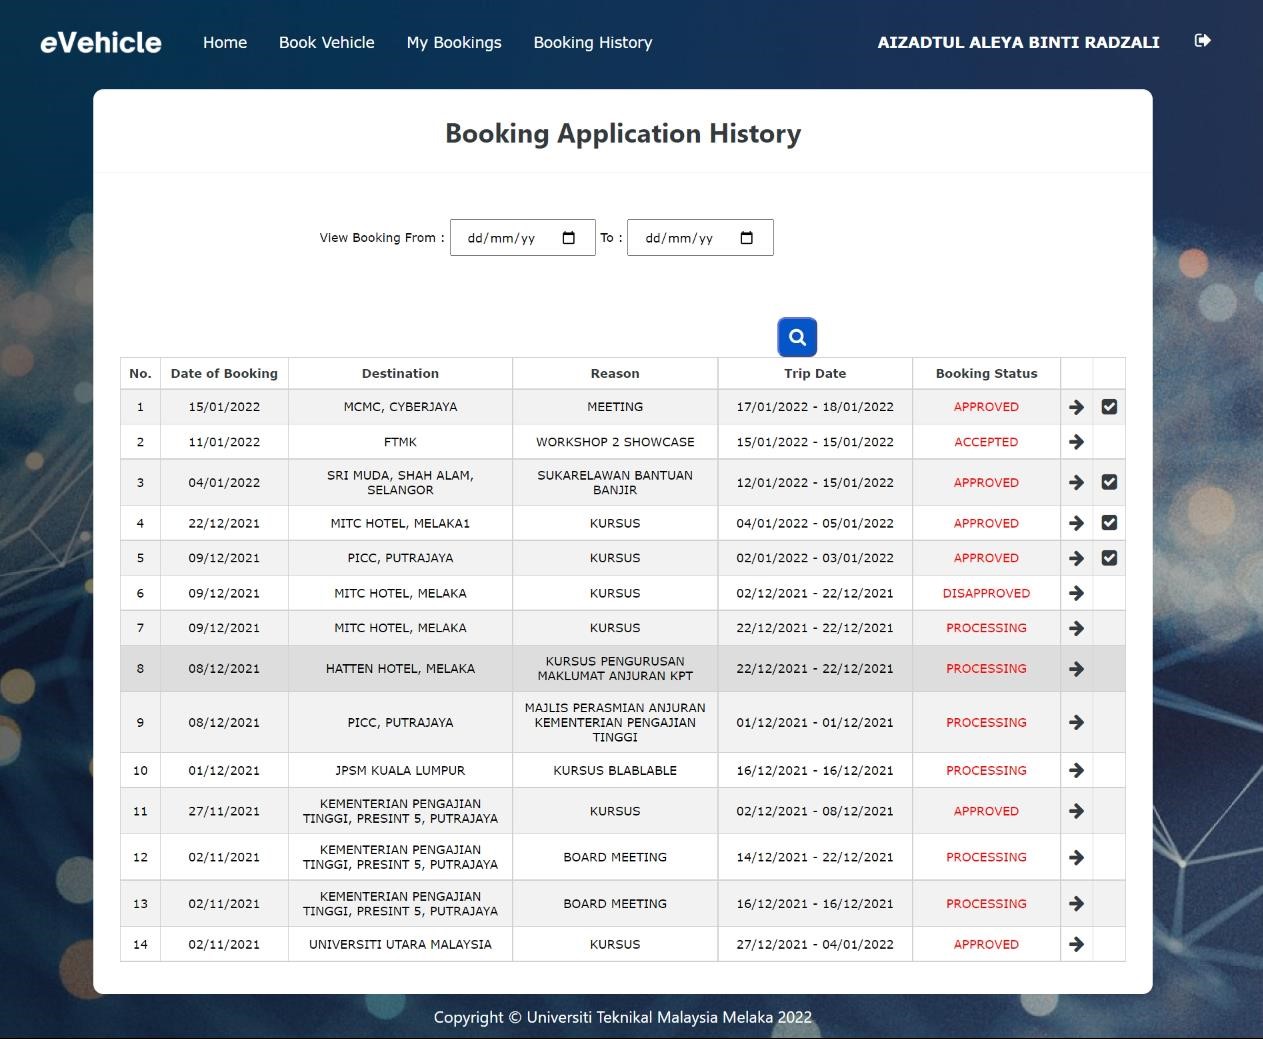 eVehicle Home Book Vehicle My Bookings Booking History AIZADTUL ALEYA BINTI RADZALI
Booking Application History
View Booking From : dd/mm/yy To : dd/mm/yy
No. Date of Booking Destination Reason Trip Date Booking Status
1 15/01/2022 MCMC, CYBERJAYA MEETING 17/01/2022 - 18/01/2022 APPROVED
2 11/01/2022 FTMK WORKSHOP 2 SHOWCASE 15/01/2022 - 15/01/2022 ACCEPTED
3 04/01/2022 SRI MUDA, SHAH ALAM,
SELANGOR SUKARELAWAN BANTUAN
BANJIR 12/01/2022 - 15/01/2022 APPROVED
4 22/12/2021 MITC HOTEL, MELAKA1 KURSUS 04/01/2022 - 05/01/2022 APPROVED
5 09/12/2021 PICC, PUTRAJAYA KURSUS 02/01/2022 - 03/01/2022 APPROVED
6 09/12/2021 MITC HOTEL, MELAKA KURSUS 02/12/2021 - 22/12/2021 DISAPPROVED
7 09/12/2021 MITC HOTEL, MELAKA KURSUS 22/12/2021 - 22/12/2021 PROCESSING
8 08/12/2021 HATTEN HOTEL, MELAKA KURSUS PENGURUSAN
MAKLUMAT ANJURAN KPT 22/12/2021 - 22/12/2021 PROCESSING
9 08/12/2021 PICC, PUTRAJAYA MAJLIS PERASMIAN ANJURAN
KEMENTERIAN PENGAJIAN
TINGGI 01/12/2021 - 01/12/2021 PROCESSING
10 01/12/2021 JPSM KUALA LUMPUR KURSUS BLABLABLE 16/12/2021 - 16/12/2021 PROCESSING
11 27/11/2021 KEMENTERIAN PENGAJIAN
TINGGI, PRESINT 5, PUTRAJAYA KURSUS 02/12/2021 - 08/12/2021 APPROVED
12 02/11/2021 KEMENTERIAN PENGAJIAN
TINGGI, PRESINT 5, PUTRAJAYA BOARD MEETING 14/12/2021 - 22/12/2021 PROCESSING
13 02/11/2021 KEMENTERIAN PENGAJIAN
TINGGI, PRESINT 5, PUTRAJAYA BOARD MEETING 16/12/2021 - 16/12/2021 PROCESSING
14 02/11/2021 UNIVERSITI UTARA MALAYSIA KURSUS 27/12/2021 - 04/01/2022 APPROVED
Copyright © Universiti Teknikal Malaysia Melaka 2022